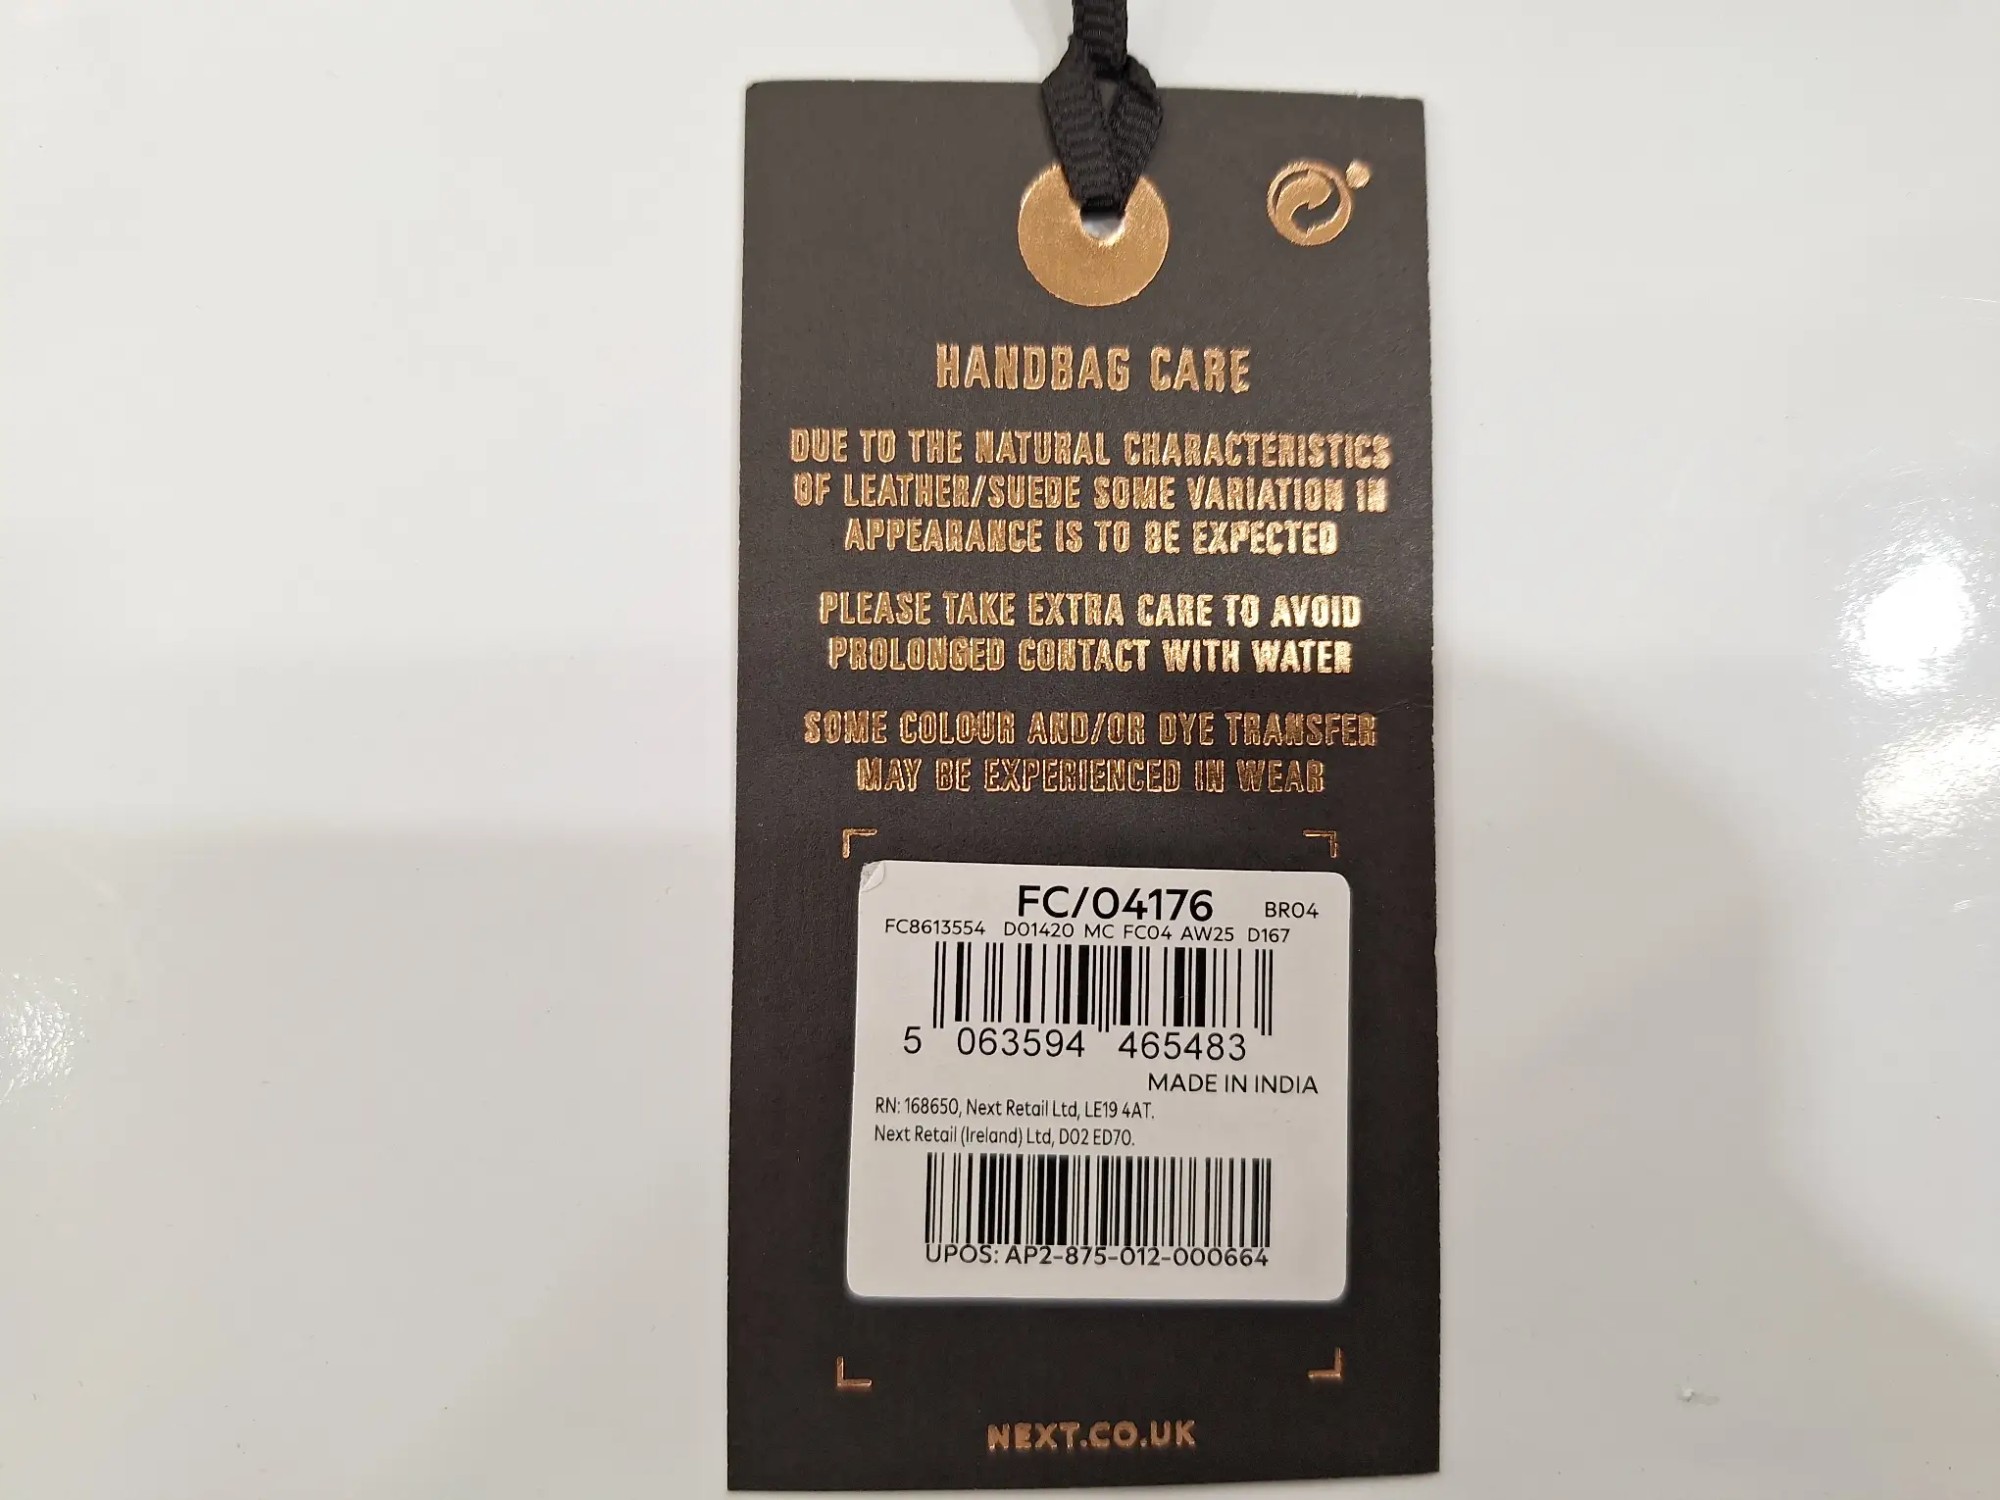 HANDBAG CARE
DUE TO THE NATURAL CHARACTERISTICS
OF LEATHER/SUEDE SOME VARIATION IN
APPEARANCE IS TO BE EXPECTED
PLEASE TAKE EXTRA CARE TO AVOID
PROLONGED CONTACT WITH WATER
SOME COLOUR AND/OR DYE TRANSFER
MAY BE EXPERIENCED IN WEAR
FC/04176 BR04
FC8613554 D01420 MC FC04 AW25 D167
5 063594 465483
MADE IN INDIA
RN: 168650, Next Retail Ltd, LE19 4AT.
Next Retail (Ireland) Ltd, D02 ED70.
UPOS: AP2-875-012-000664
NEXT.CO.UK